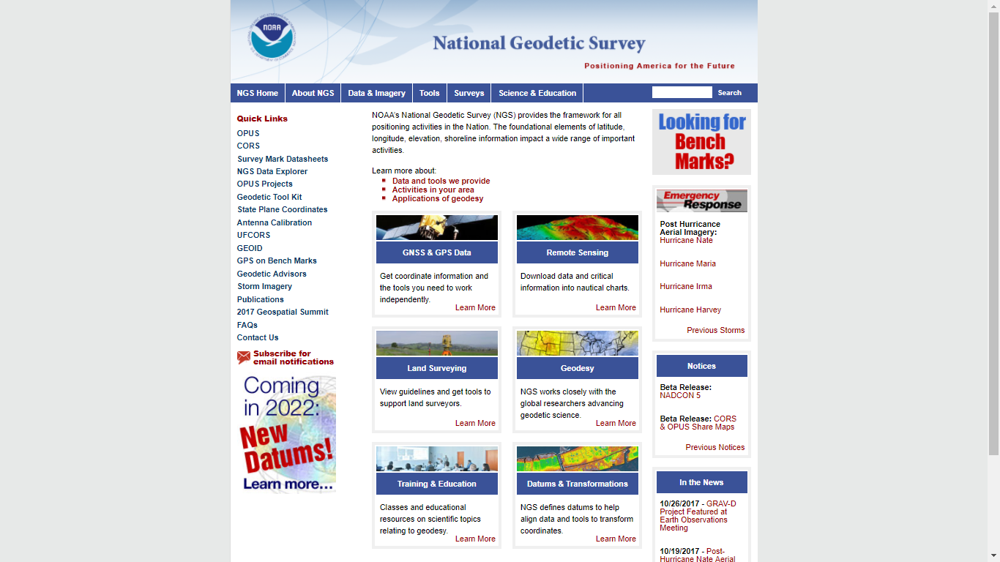 NOAA
National Geodetic Survey
Positioning America for the Future
NGS Home
About NGS
Data & Imagery
Tools
Surveys
Science & Education
Search
Quick Links
OPUS
CORS
Survey Mark Datasheets
NGS Data Explorer
OPUS Projects
Geodetic Tool Kit
State Plane Coordinates
Antenna Calibration
UFCORS
GEOID
GPS on Bench Marks
Geodetic Advisors
Storm Imagery
Publications
2017 Geospatial Summit
FAQs
Contact Us
Subscribe for
email notifications
Coming
in 2022:
New
Datums!
Learn more...
NOAA's National Geodetic Survey (NGS) provides the framework for all
positioning activities in the Nation. The foundational elements of latitude,
longitude, elevation, shoreline information impact a wide range of important
activities.
Learn more about:
Data and tools we provide
Activities in your area
Applications of geodesy
GNSS & GPS Data
Get coordinate information and
the tools you need to work
independently.
Learn More
Remote Sensing
Download data and critical
information into nautical charts.
Learn More
Land Surveying
View guidelines and get tools to
support land surveyors.
Learn More
Geodesy
NGS works closely with the
global researchers advancing
geodetic science.
Learn More
Training & Education
Classes and educational
resources on scientific topics
relating to geodesy.
Learn More
Datums & Transformations
NGS defines datums to help
align data and tools to transform
coordinates.
Learn More
Looking for
Bench
Marks?
Emergency
Response
Post Hurricance
Aerial Imagery:
Hurricane Nate
Hurricane Maria
Hurricane Irma
Hurricane Harvey
Previous Storms
Notices
Beta Release:
NADCON 5
Beta Release: CORS
& OPUS Share Maps
Previous Notices
In the News
10/26/2017 - GRAV-D
Project Featured at
Earth Observations
Meeting
10/19/2017 - Post-
Hurricane Nate Aerial